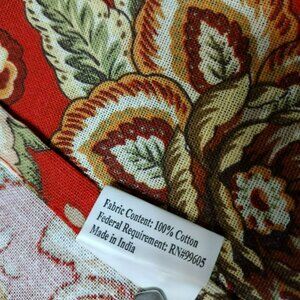 Fabric Content: 100% Cotton
Federal Requirement: RN#99605
Made in India